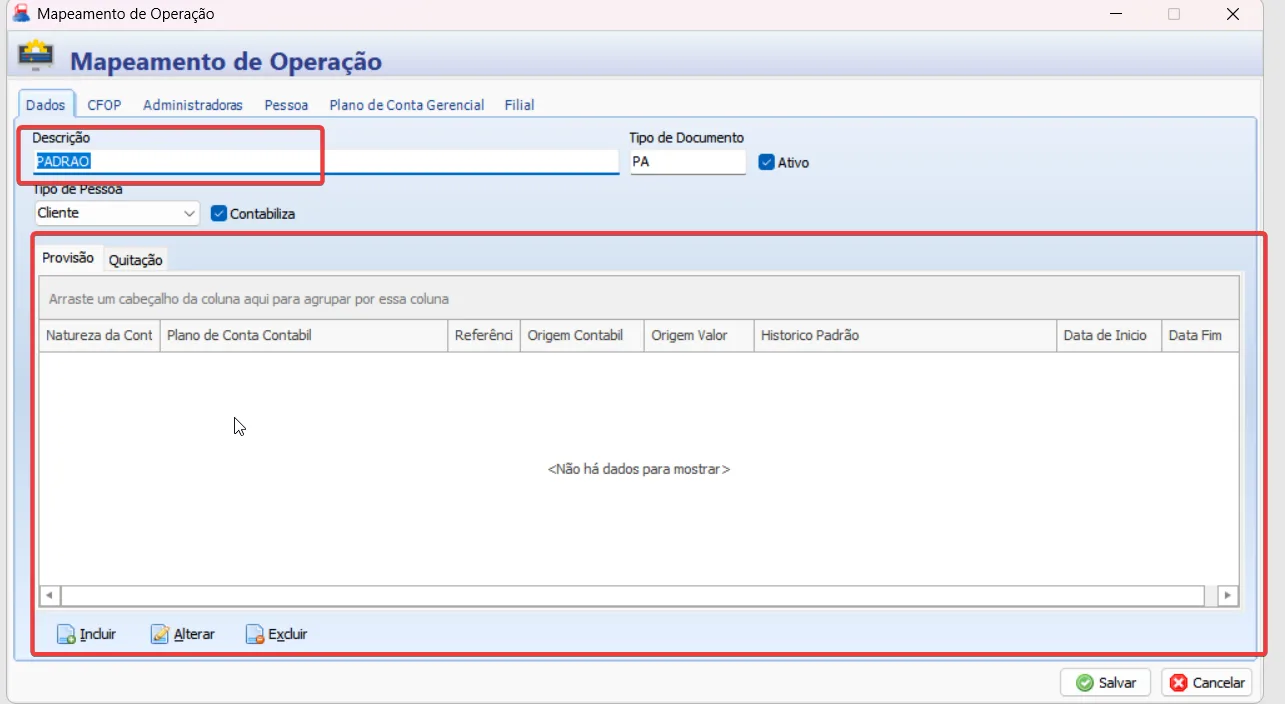 Mapeamento de Operação
Mapeamento de Operação
Dados CFOP Administradoras Pessoa Plano de Conta Gerencial Filial
Descrição Tipo de Documento
PADRAO PA Ativo
Tipo de Pessoa
Cliente Contabiliza
Provisão Quitação
Arraste um cabeçalho da coluna aqui para agrupar por essa coluna
Natureza da Cont Plano de Conta Contabil Referênci Origem Contabil Origem Valor Historico Padrão Data de Inicio Data Fim
<Não há dados para mostrar>
Incluir Alterar Excluir
Salvar Cancelar